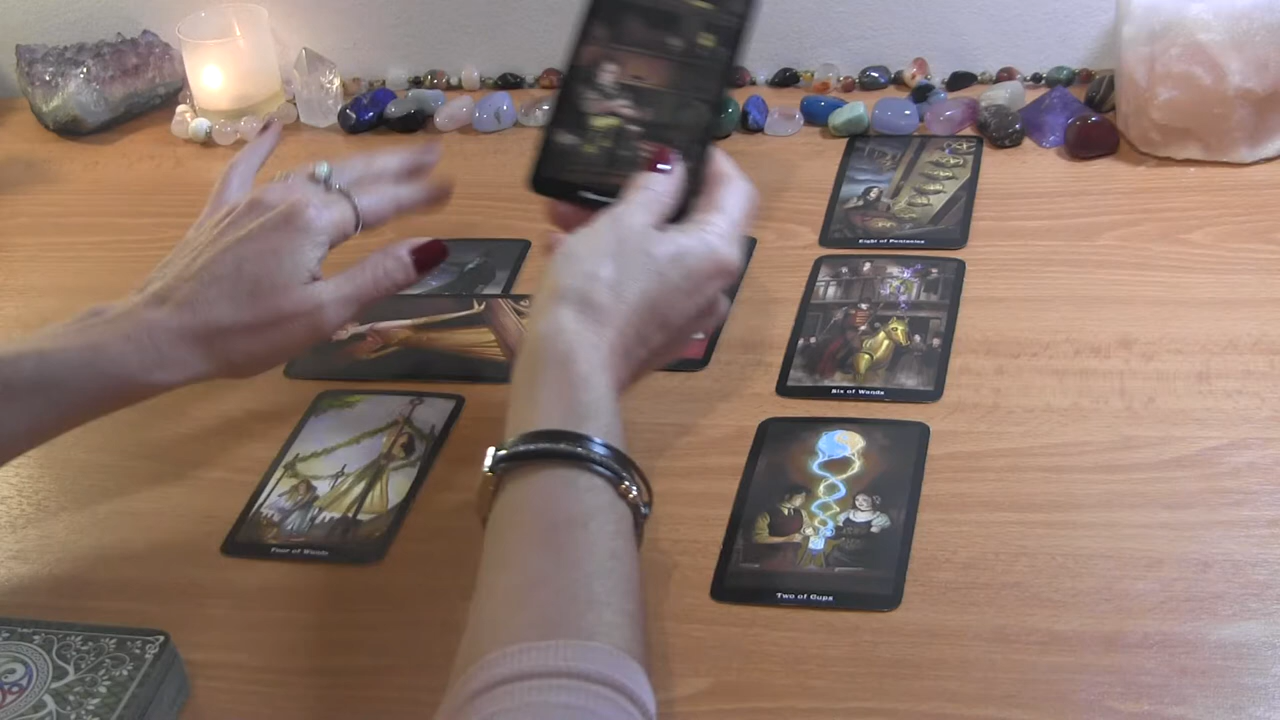 Eight of Pentacles
Six of Wands
Four of Wands
Two of Cups